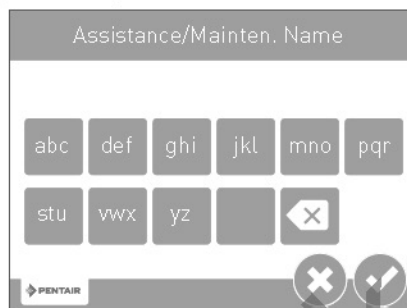 Assistance/Mainten. Name
abc def ghi jkl mno pqr
stu vwx yz
PENTAIR